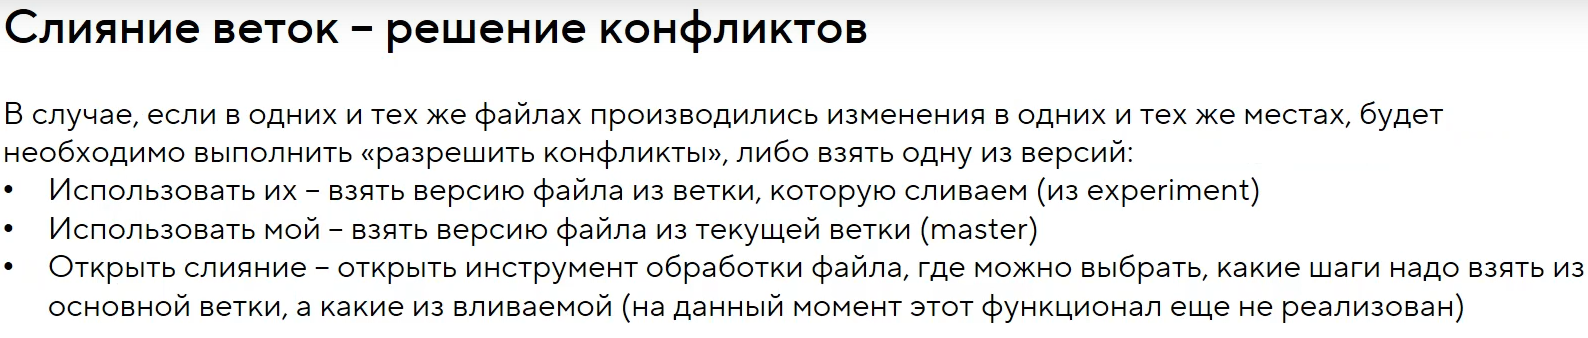 Слияние веток – решение конфликтов
В случае, если в одних и тех же файлах производились изменения в одних и тех же местах, будет
необходимо выполнить «разрешить конфликты», либо взять одну из версий:
• Использовать их – взять версию файла из ветки, которую сливаем (из experiment)
• Использовать мой – взять версию файла из текущей ветки (master)
• Открыть слияние – открыть инструмент обработки файла, где можно выбрать, какие шаги надо взять из
основной ветки, а какие из вливаемой (на данный момент этот функционал еще не реализован)